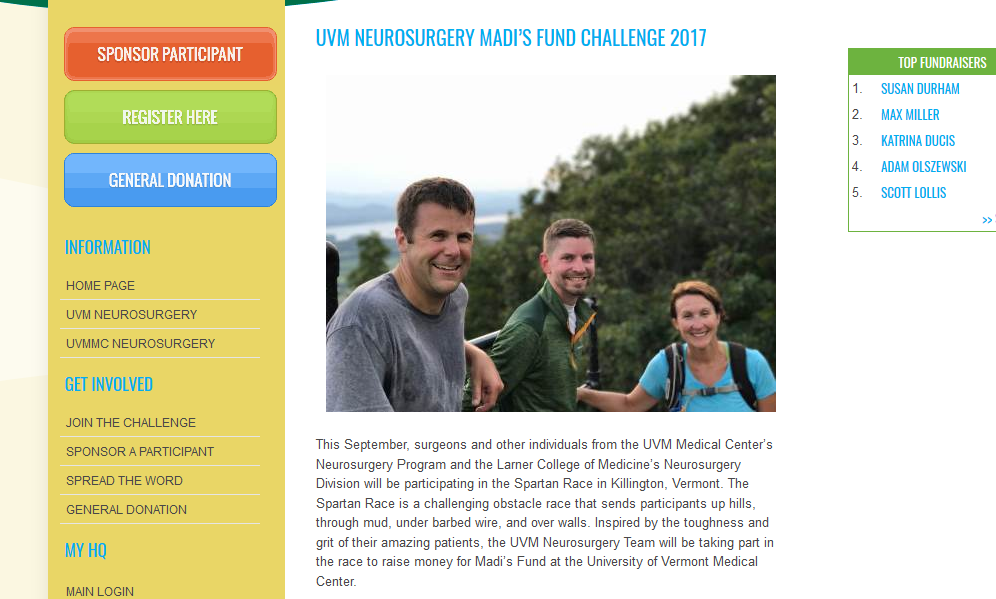 SPONSOR PARTICIPANT
REGISTER HERE
GENERAL DONATION
INFORMATION
HOME PAGE
UVM NEUROSURGERY
UVMMC NEUROSURGERY
GET INVOLVED
JOIN THE CHALLENGE
SPONSOR A PARTICIPANT
SPREAD THE WORD
GENERAL DONATION
MY HQ
MAIN LOGIN
UVM NEUROSURGERY MADI'S FUND CHALLENGE 2017
This September, surgeons and other individuals from the UVM Medical Center's
Neurosurgery Program and the Larner College of Medicine's Neurosurgery
Division will be participating in the Spartan Race in Killington, Vermont. The
Spartan Race is a challenging obstacle race that sends participants up hills,
through mud, under barbed wire, and over walls. Inspired by the toughness and
grit of their amazing patients, the UVM Neurosurgery Team will be taking part in
the race to raise money for Madi's Fund at the University of Vermont Medical
Center.
TOP FUNDRAISERS
1. SUSAN DURHAM
2. MAX MILLER
3. KATRINA DUCIS
4. ADAM OLSZEWSKI
5. SCOTT LOLLIS
>>